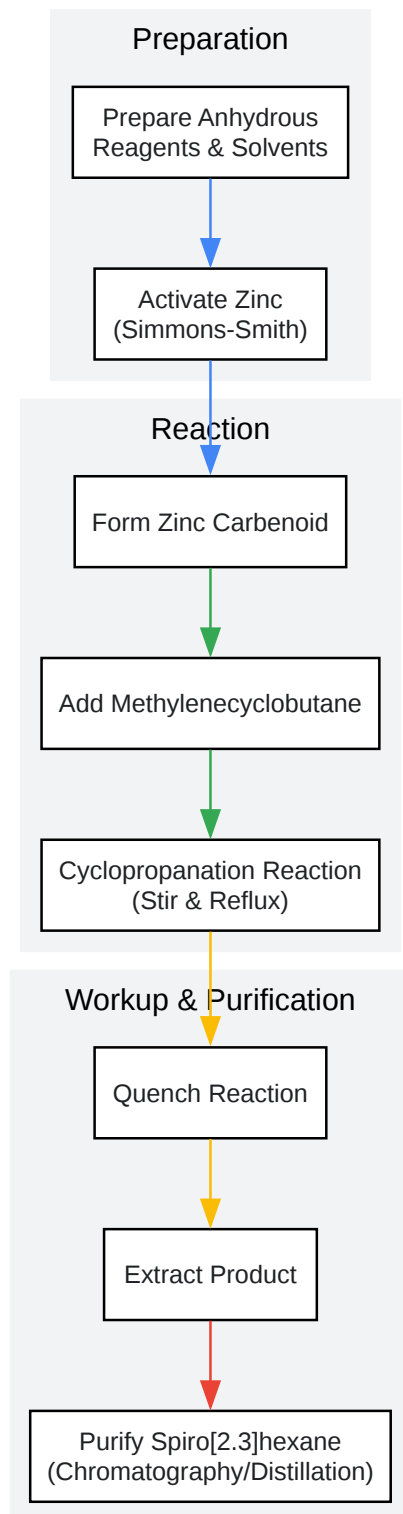 Preparation
Prepare Anhydrous
Reagents & Solvents
Activate Zinc
(Simmons-Smith)
Reaction
Form Zinc Carbenoid
Add Methylenecyclobutane
Cyclopropanation Reaction
(Stir & Reflux)
Workup & Purification
Quench Reaction
Extract Product
Purify Spiro[2.3]hexane
(Chromatography/Distillation)